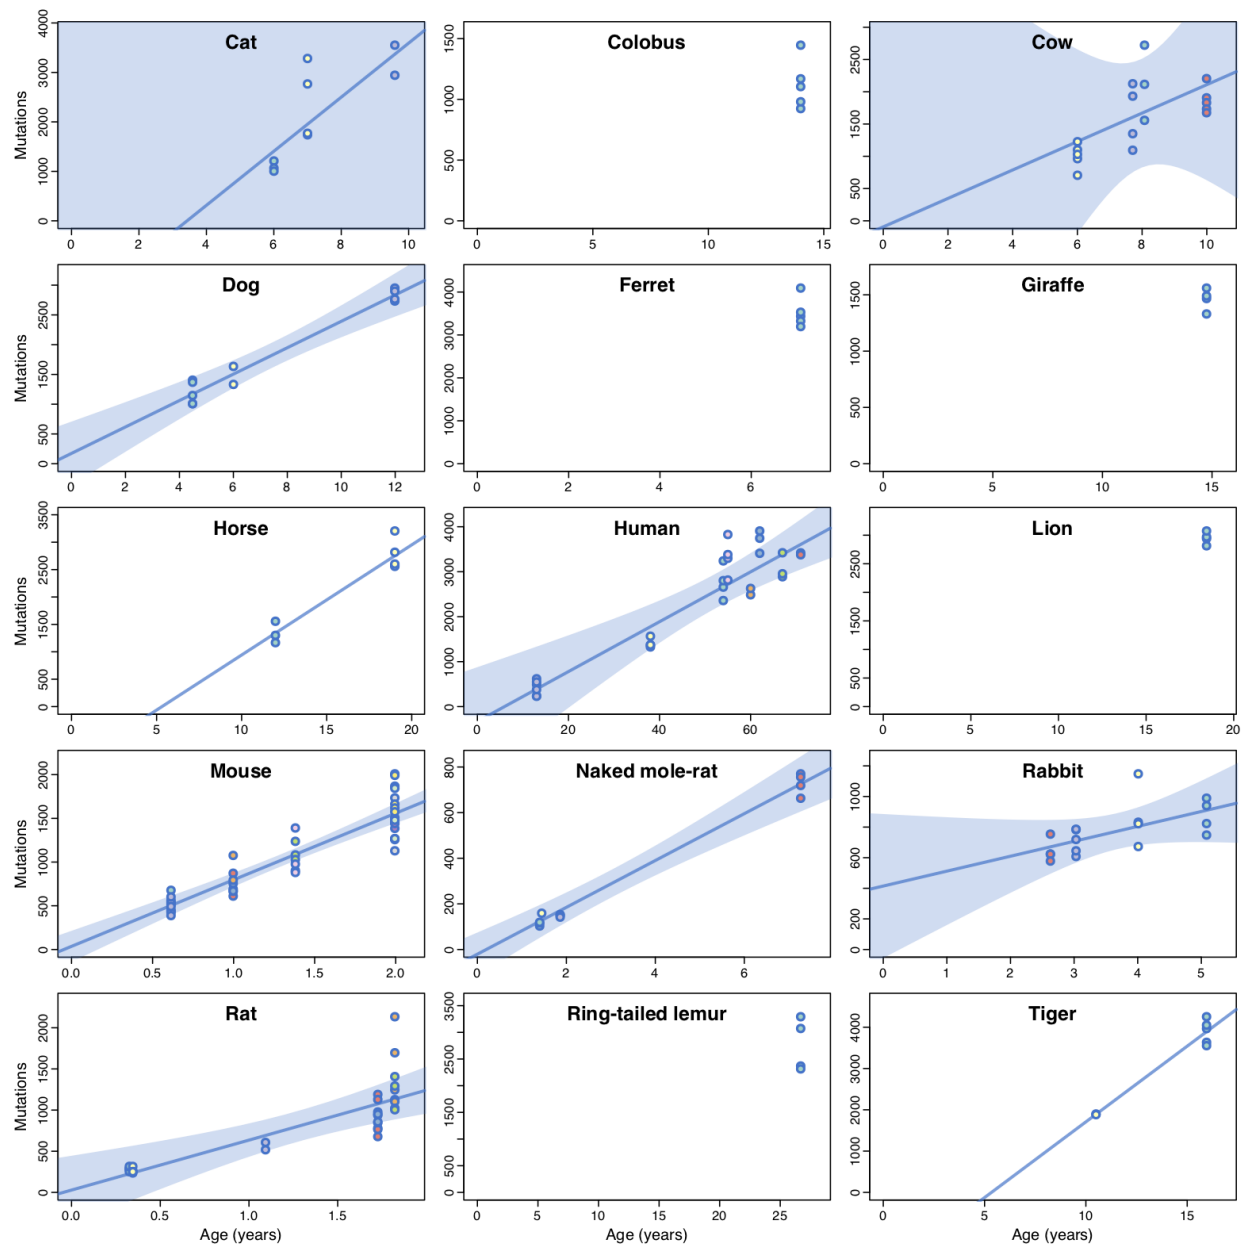 Cat
Mutations
0 1000 2000 3000 4000
0 2 4 6 8 10
Colobus
0 500 1000 1500
0 5 10 15
Cow
0 500 1500 2500
0 2 4 6 8 10
Dog
Mutations
0 500 1500 2500
0 2 4 6 8 10 12
Ferret
0 1000 2000 3000 4000
0 2 4 6
Giraffe
0 500 1000 1500
0 5 10 15
Horse
Mutations
0 500 1500 2500 3500
0 5 10 15 20
Human
0 1000 2000 3000 4000
0 20 40 60
Lion
0 500 1500 2500
0 5 10 15 20
Mouse
Mutations
0 500 1000 1500 2000
0.0 0.5 1.0 1.5 2.0
Naked mole-rat
0 200 400 600 800
0 2 4 6
Rabbit
0 200 600 1000
0 1 2 3 4 5
Rat
Mutations
0 500 1000 1500 2000
0.0 0.5 1.0 1.5
Age (years)
Ring-tailed lemur
0 500 1500 2500 3500
0 5 10 15 20 25
Age (years)
Tiger
0 1000 2000 3000 4000
0 5 10 15
Age (years)